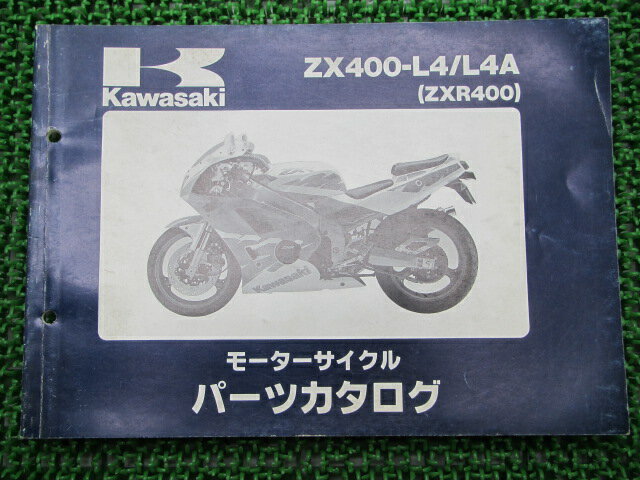 Kawasaki
ZX400-L4/L4A
(ZXR400)
Kawasaki
モーターサイクル
パーツカタログ